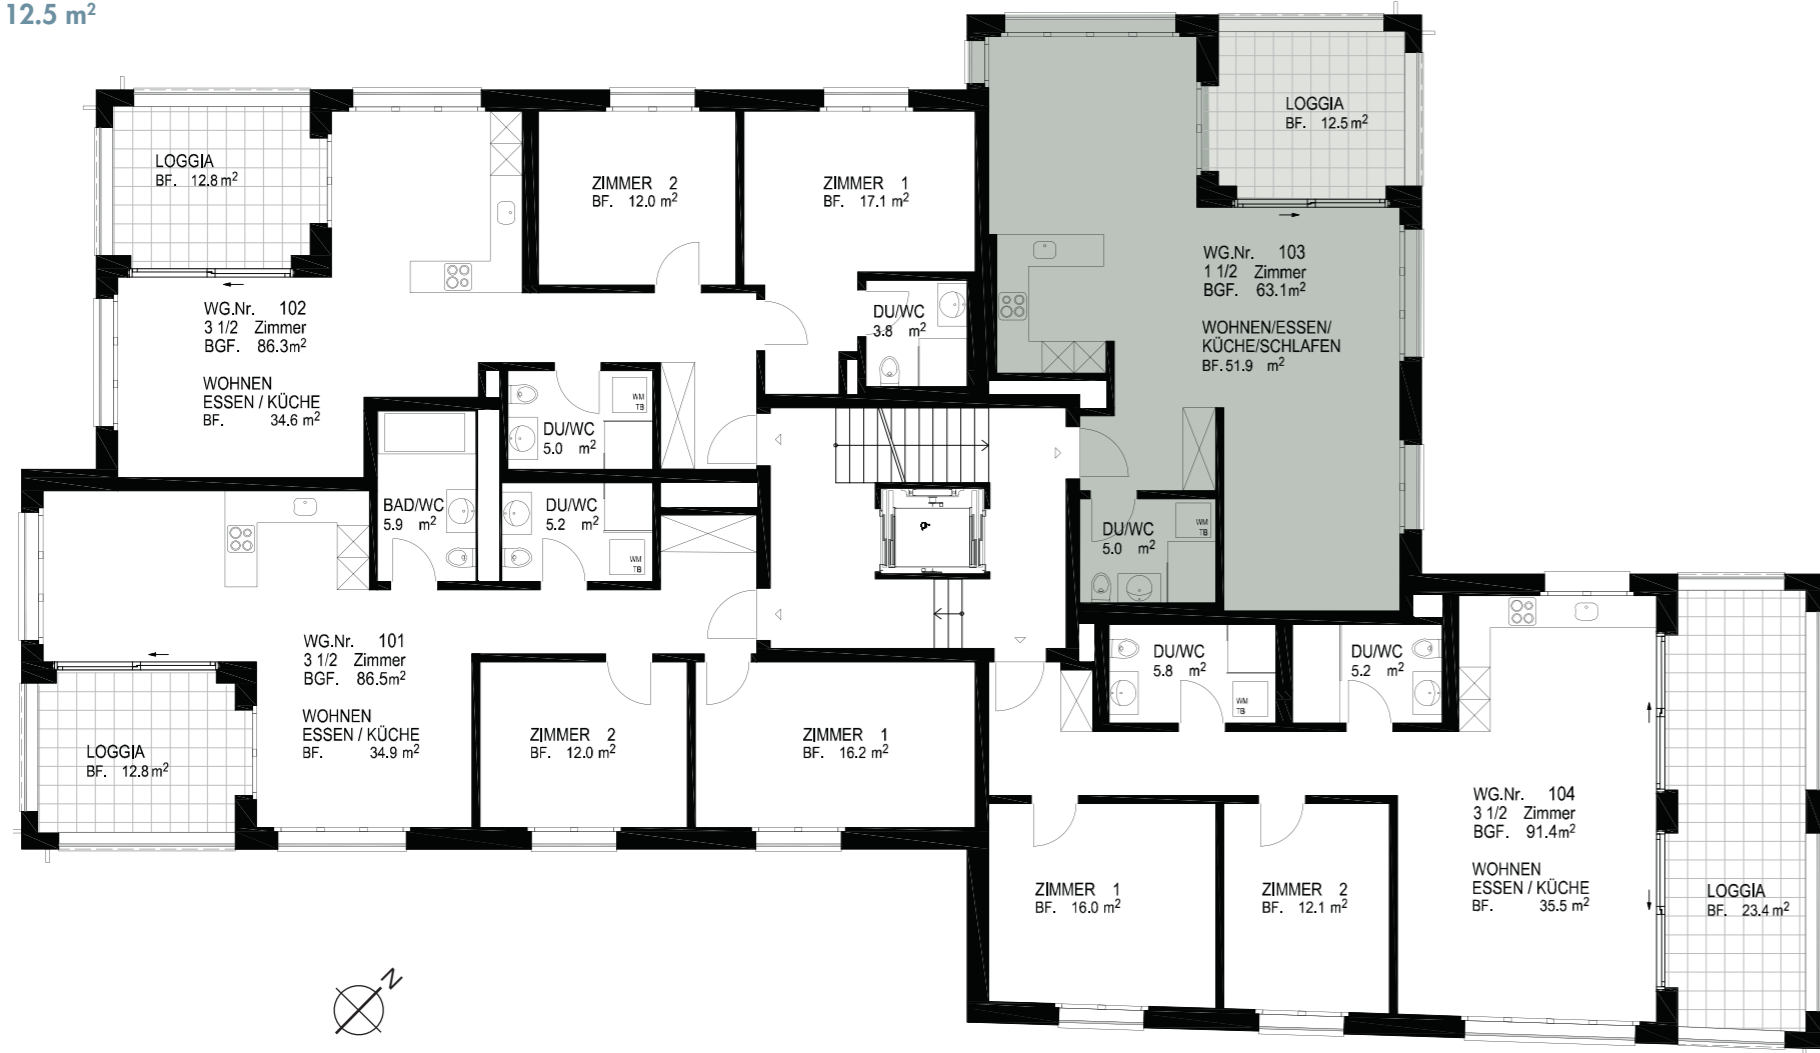 12.5 m²
LOGGIA
BF. 12.8 m²
ZIMMER 2
BF. 12.0 m²
ZIMMER 1
BF. 17.1 m²
LOGGIA
BF. 12.5 m²
WG.Nr. 102
3 1/2 Zimmer
BGF. 86.3m²
WOHNEN
ESSEN / KÜCHE
BF. 34.6 m²
DU/WC
3.8 m²
WG.Nr. 103
1 1/2 Zimmer
BGF. 63.1m²
WOHNEN/ESSEN/
KÜCHE/SCHLAFEN
BF. 51.9 m²
WM
TB
DU/WC
5.0 m²
BAD/WC
5.9 m²
DU/WC
5.2 m²
WM
TB
DU/WC
5.0 m²
WM
TB
WG.Nr. 101
3 1/2 Zimmer
BGF. 86.5m²
WOHNEN
ESSEN / KÜCHE
BF. 34.9 m²
LOGGIA
BF. 12.8 m²
ZIMMER 2
BF. 12.0 m²
ZIMMER 1
BF. 16.2 m²
DU/WC
5.8 m²
WM
TB
DU/WC
5.2 m²
WG.Nr. 104
3 1/2 Zimmer
BGF. 91.4m²
WOHNEN
ESSEN / KÜCHE
BF. 35.5 m²
ZIMMER 1
BF. 16.0 m²
ZIMMER 2
BF. 12.1 m²
LOGGIA
BF. 23.4 m²
N